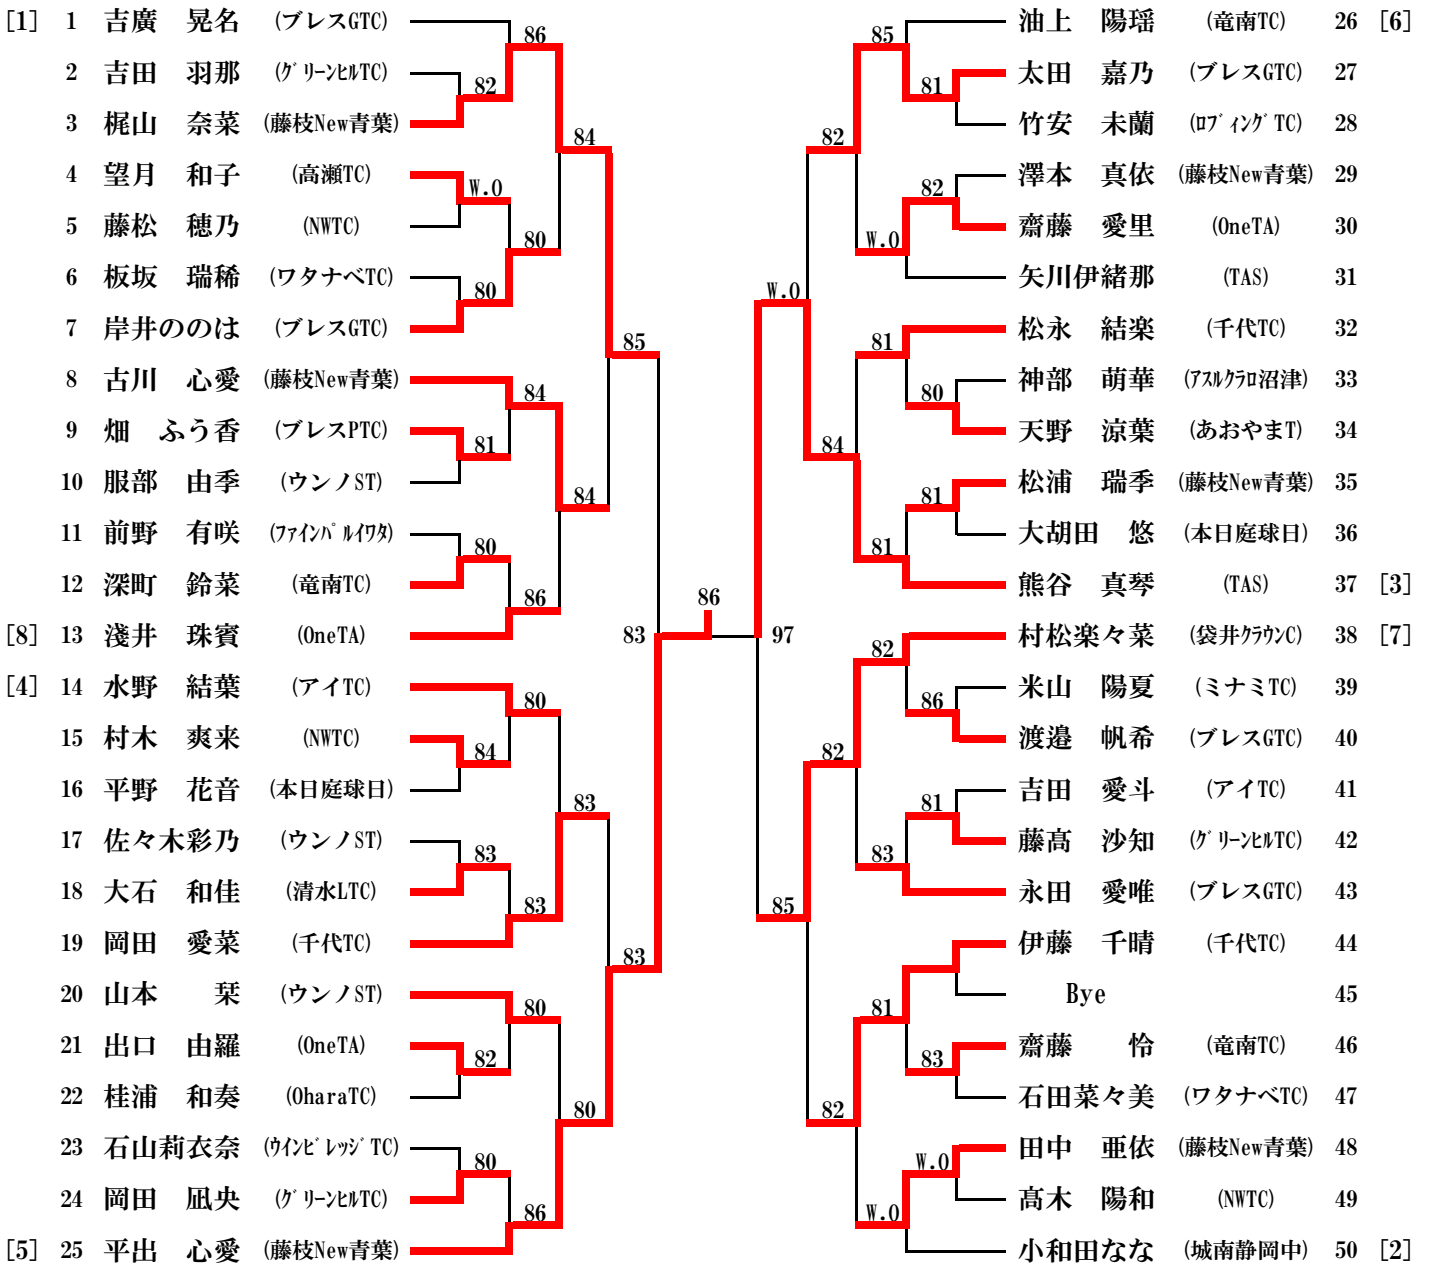 [1] 1 吉廣 晃名 (ブレスGTC)
2 吉田 羽那 (グリーンヒルTC)
3 梶山 奈菜 (藤枝New青葉)
4 望月 和子 (高瀬TC)
5 藤松 穂乃 (NWTC)
6 板坂 瑞稀 (ワタナベTC)
7 岸井ののは (ブレスGTC)
8 古川 心愛 (藤枝New青葉)
9 畑 ふう香 (ブレスPTC)
10 服部 由季 (ウンノST)
11 前野 有咲 (ファインパルイワタ)
12 深町 鈴菜 (竜南TC)
[8] 13 淺井 珠賓 (OneTA)
[4] 14 水野 結葉 (アイTC)
15 村木 爽来 (NWTC)
16 平野 花音 (本日庭球日)
17 佐々木彩乃 (ウンノST)
18 大石 和佳 (清水LTC)
19 岡田 愛菜 (千代TC)
20 山本 栞 (ウンノST)
21 出口 由羅 (OneTA)
22 桂浦 和奏 (OharaTC)
23 石山莉衣奈 (ウインビレッジTC)
24 岡田 凪央 (グリーンヒルTC)
[5] 25 平出 心愛 (藤枝New青葉)
86
82
84
W.O
80
80
85
84
81
84
80
86
83
80
84
83
83
83
83
80
82
80
80
86
86
97
85
81
82
82
W.O
W.O
81
80
84
81
81
82
86
82
81
83
85
81
83
82
W.O
W.O
油上 陽瑶 (竜南TC) 26 [6]
太田 嘉乃 (ブレスGTC) 27
竹安 未蘭 (ロブィングTC) 28
澤本 真依 (藤枝New青葉) 29
齋藤 愛里 (OneTA) 30
矢川伊緒那 (TAS) 31
松永 結楽 (千代TC) 32
神部 萌華 (アスルクラロ沼津) 33
天野 涼葉 (あおやまT) 34
松浦 瑞季 (藤枝New青葉) 35
大胡田 悠 (本日庭球日) 36
熊谷 真琴 (TAS) 37 [3]
村松楽々菜 (袋井クラウンC) 38 [7]
米山 陽夏 (ミナミTC) 39
渡邉 帆希 (ブレスGTC) 40
吉田 愛斗 (アイTC) 41
藤高 沙知 (グリーンヒルTC) 42
永田 愛唯 (ブレスGTC) 43
伊藤 千晴 (千代TC) 44
Bye 45
齋藤 怜 (竜南TC) 46
石田菜々美 (ワタナベTC) 47
田中 亜依 (藤枝New青葉) 48
高木 陽和 (NWTC) 49
小和田なな (城南静岡中) 50 [2]